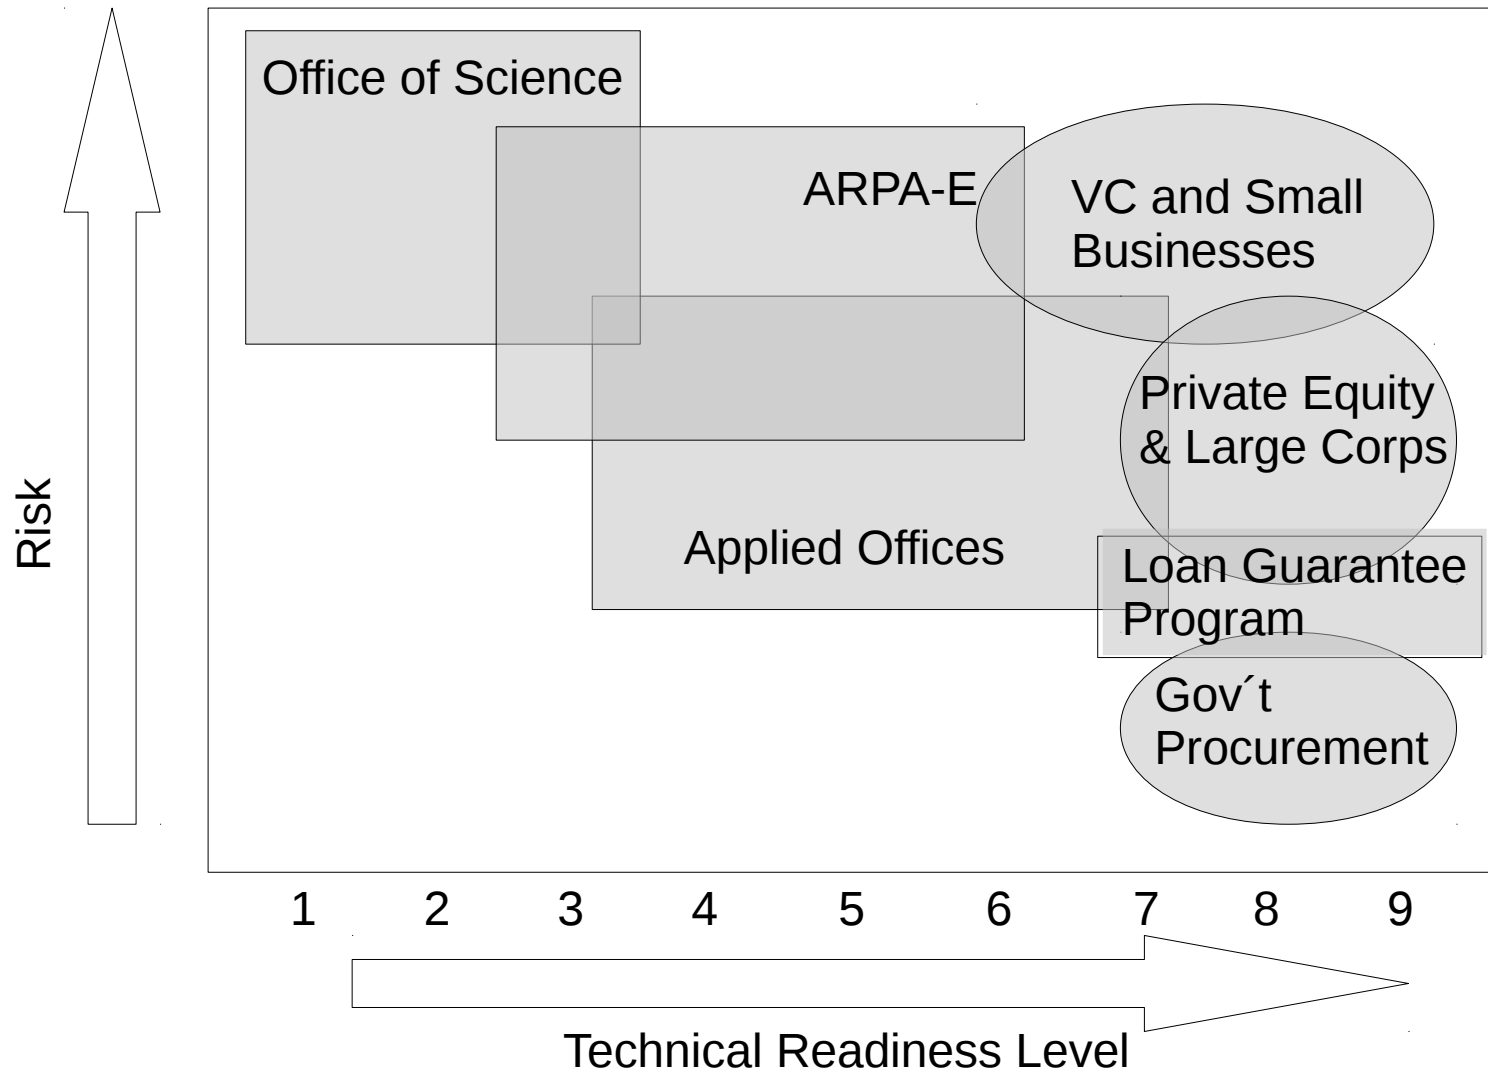 Office of Science
ARPA-E
VC and Small
Businesses
Private Equity
& Large Corps
Applied Offices
Loan Guarantee
Program
Gov´t
Procurement
Risk
1 2 3 4 5 6 7 8 9
Technical Readiness Level